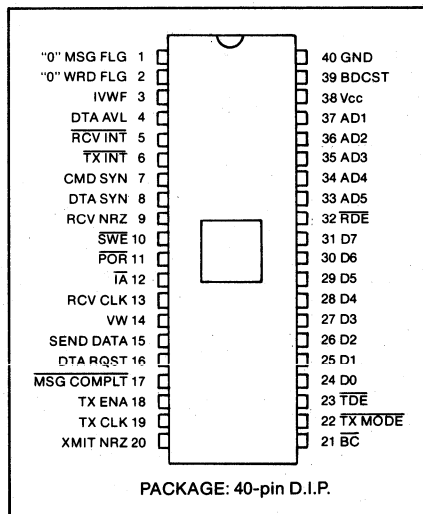 "0" MSG FLG 1
"0" WRD FLG 2
IVWF 3
DTA AVL 4
RCV INT 5
TX INT 6
CMD SYN 7
DTA SYN 8
RCV NRZ 9
SWE 10
POR 11
IA 12
RCV CLK 13
VW 14
SEND DATA 15
DTA RQST 16
MSG COMPLT 17
TX ENA 18
TX CLK 19
XMIT NRZ 20
40 GND
39 BDCST
38 Vcc
37 AD1
36 AD2
35 AD3
34 AD4
33 AD5
32 RDE
31 D7
30 D6
29 D5
28 D4
27 D3
26 D2
25 D1
24 D0
23 TDE
22 TX MODE
21 BC
PACKAGE: 40-pin D.I.P.